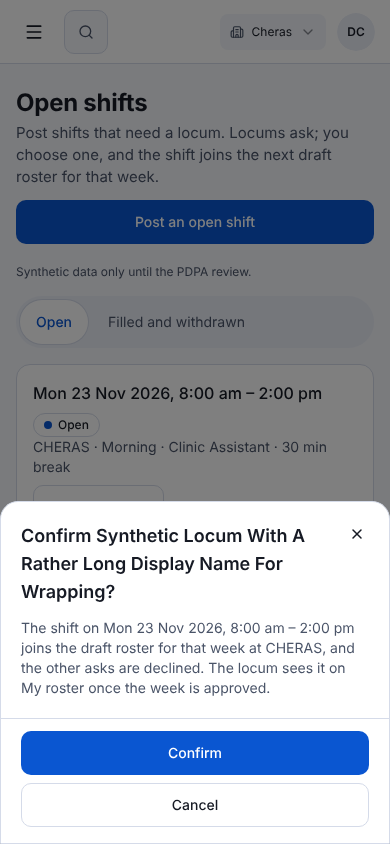 Cheras
DC
Open shifts
Post shifts that need a locum. Locums ask; you
choose one, and the shift joins the next draft
roster for that week.
Post an open shift
Synthetic data only until the PDPA review.
Open
Filled and withdrawn
Mon 23 Nov 2026, 8:00 am – 2:00 pm
Open
CHERAS · Morning · Clinic Assistant · 30 min
break
Confirm Synthetic Locum With A
Rather Long Display Name For
Wrapping?
The shift on Mon 23 Nov 2026, 8:00 am – 2:00 pm
joins the draft roster for that week at CHERAS, and
the other asks are declined. The locum sees it on
My roster once the week is approved.
Confirm
Cancel